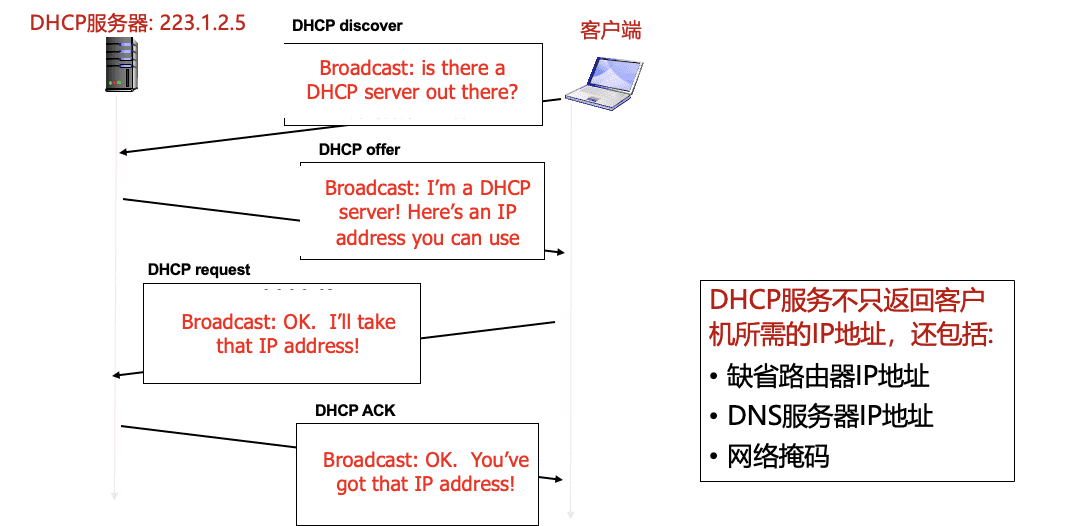 DHCP服务器: 223.1.2.5
DHCP discover
客户端
Broadcast: is there a
DHCP server out there?
DHCP offer
Broadcast: I'm a DHCP
server! Here's an IP
address you can use
DHCP request
Broadcast: OK. I'll take
that IP address!
DHCP ACK
Broadcast: OK. You've
got that IP address!
DHCP服务不只返回客户
机所需的IP地址，还包括:
• 缺省路由器IP地址
• DNS服务器IP地址
• 网络掩码